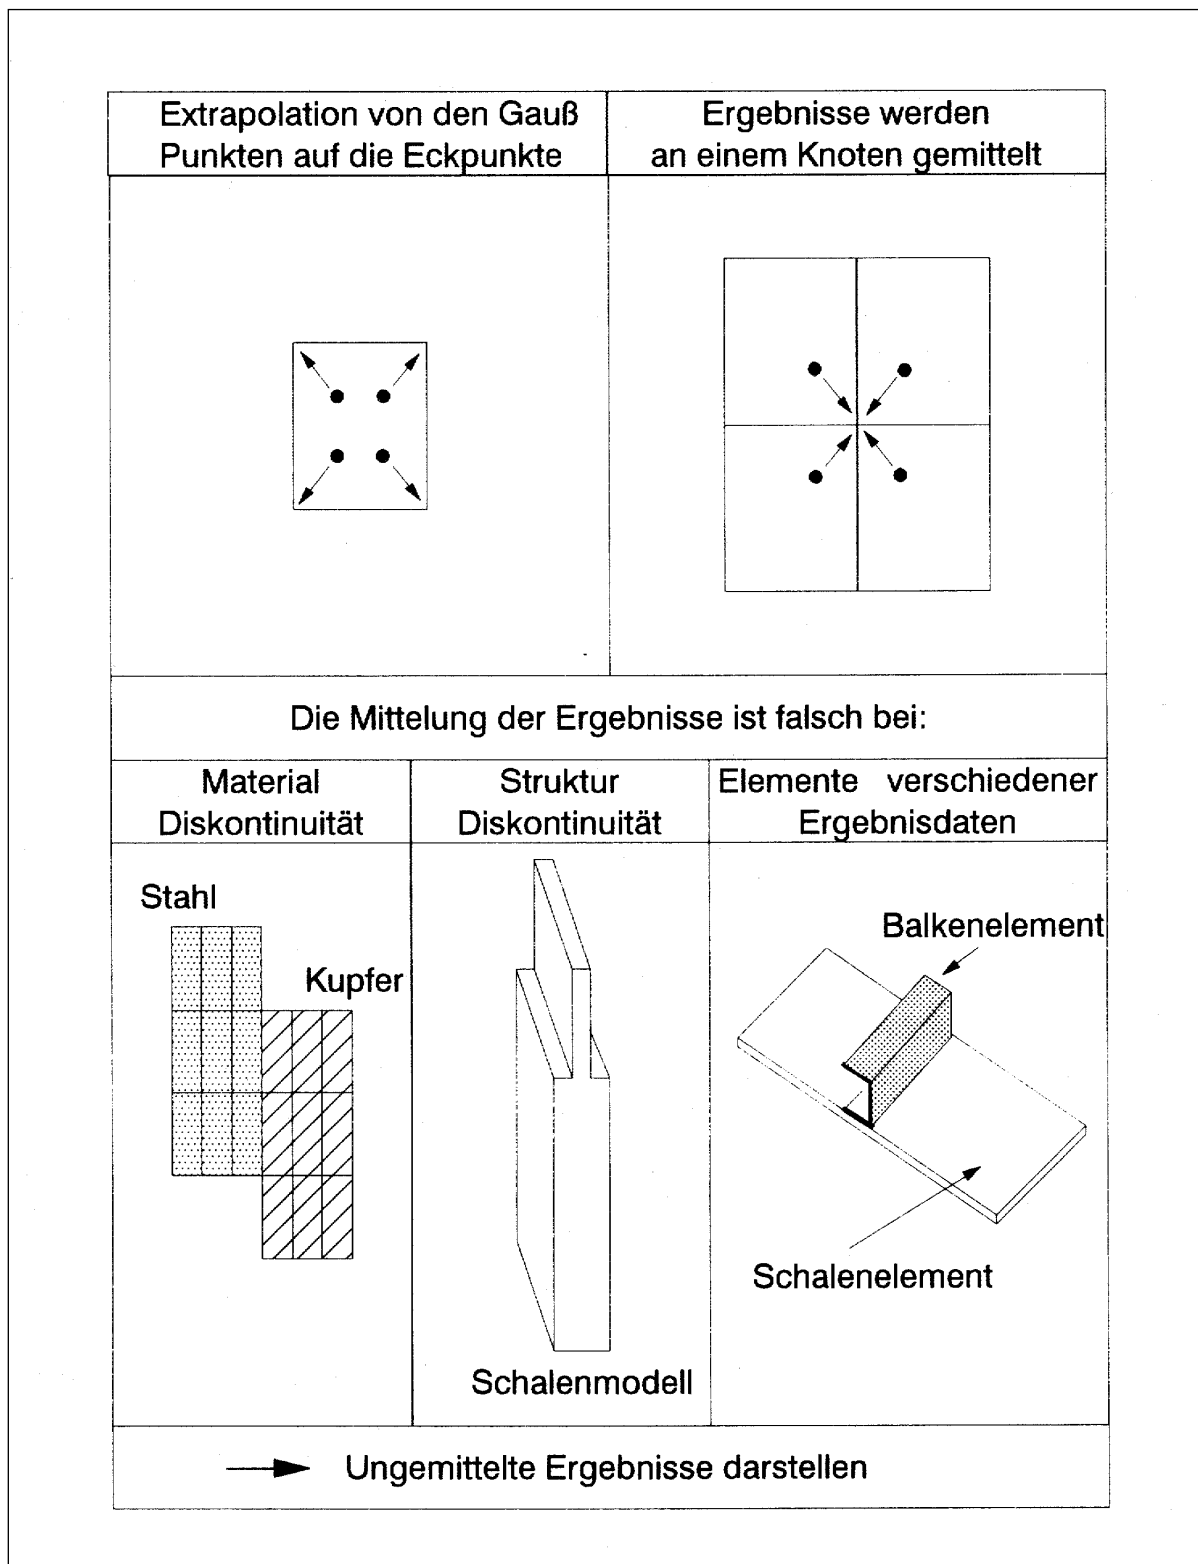 Extrapolation von den Gauß
Punkten auf die Eckpunkte
Ergebnisse werden
an einem Knoten gemittelt
Die Mittelung der Ergebnisse ist falsch bei:
Material
Diskontinuität
Struktur
Diskontinuität
Elemente verschiedener
Ergebnisdaten
Stahl
Kupfer
Schalenmodell
Balkenelement
Schalenelement
Ungemittelte Ergebnisse darstellen